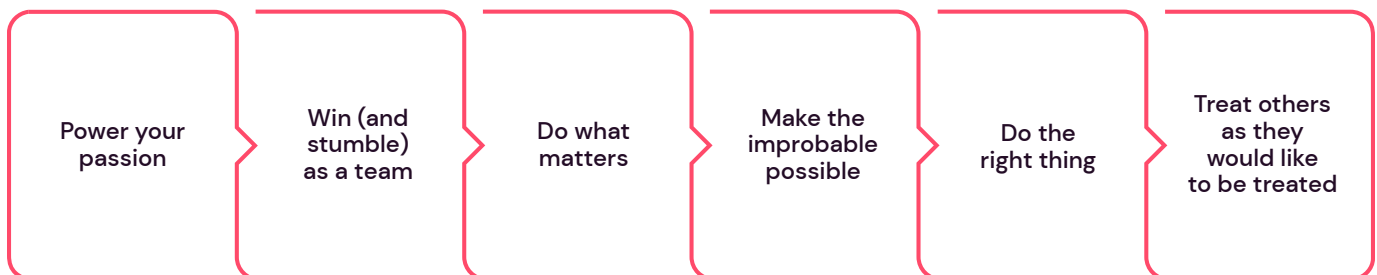 Power your
passion
Win (and
stumble)
as a team
Do what
matters
Make the
improbable
possible
Do the
right thing
Treat others
as they
would like
to be treated